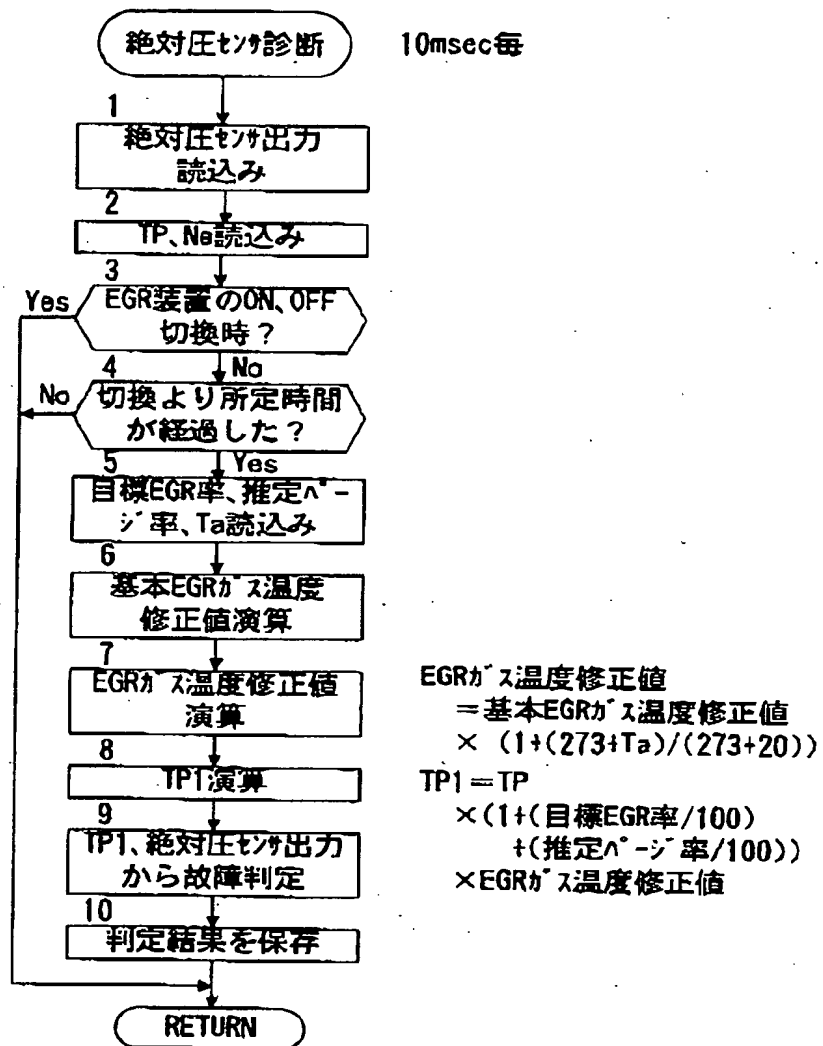 絶対圧ｾﾝｻ診断
10msec毎
1
絶対圧ｾﾝｻ出力
読込み
2
TP、Ne読込み
3
Yes
EGR装置のON、OFF
切換時？
4
No
No
切換より所定時間
が経過した？
5
Yes
目標EGR率、推定ﾊﾟｰ
ｼﾞ率、Ta読込み
6
基本EGRｶﾞｽ温度
修正値演算
7
EGRｶﾞｽ温度修正値
演算
EGRｶﾞｽ温度修正値
＝基本EGRｶﾞｽ温度修正値
× (1+(273+Ta)/(273+20))
8
TP1演算
TP1＝TP
×(1+(目標EGR率/100)
+(推定ﾊﾟｰｼﾞ率/100))
×EGRｶﾞｽ温度修正値
9
TP1、絶対圧ｾﾝｻ出力
から故障判定
10
判定結果を保存
RETURN